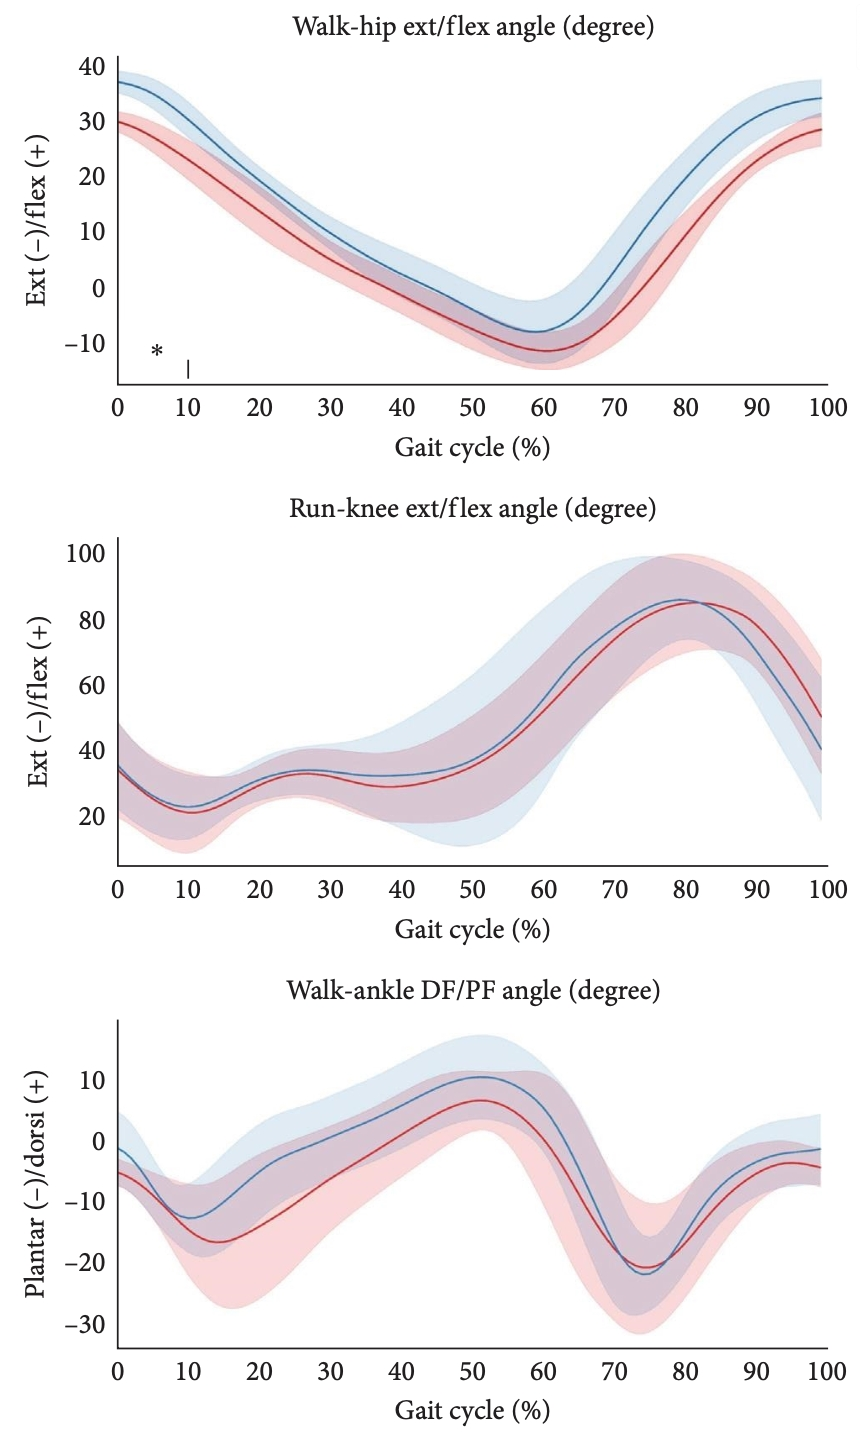 Walk-hip ext/flex angle (degree)
Ext (−)/flex (+)
40
30
20
10
0
−10
*
0 10 20 30 40 50 60 70 80 90 100
Gait cycle (%)
Run-knee ext/flex angle (degree)
Ext (−)/flex (+)
100
80
60
40
20
0 10 20 30 40 50 60 70 80 90 100
Gait cycle (%)
Walk-ankle DF/PF angle (degree)
Plantar (−)/dorsi (+)
10
0
−10
−20
−30
0 10 20 30 40 50 60 70 80 90 100
Gait cycle (%)